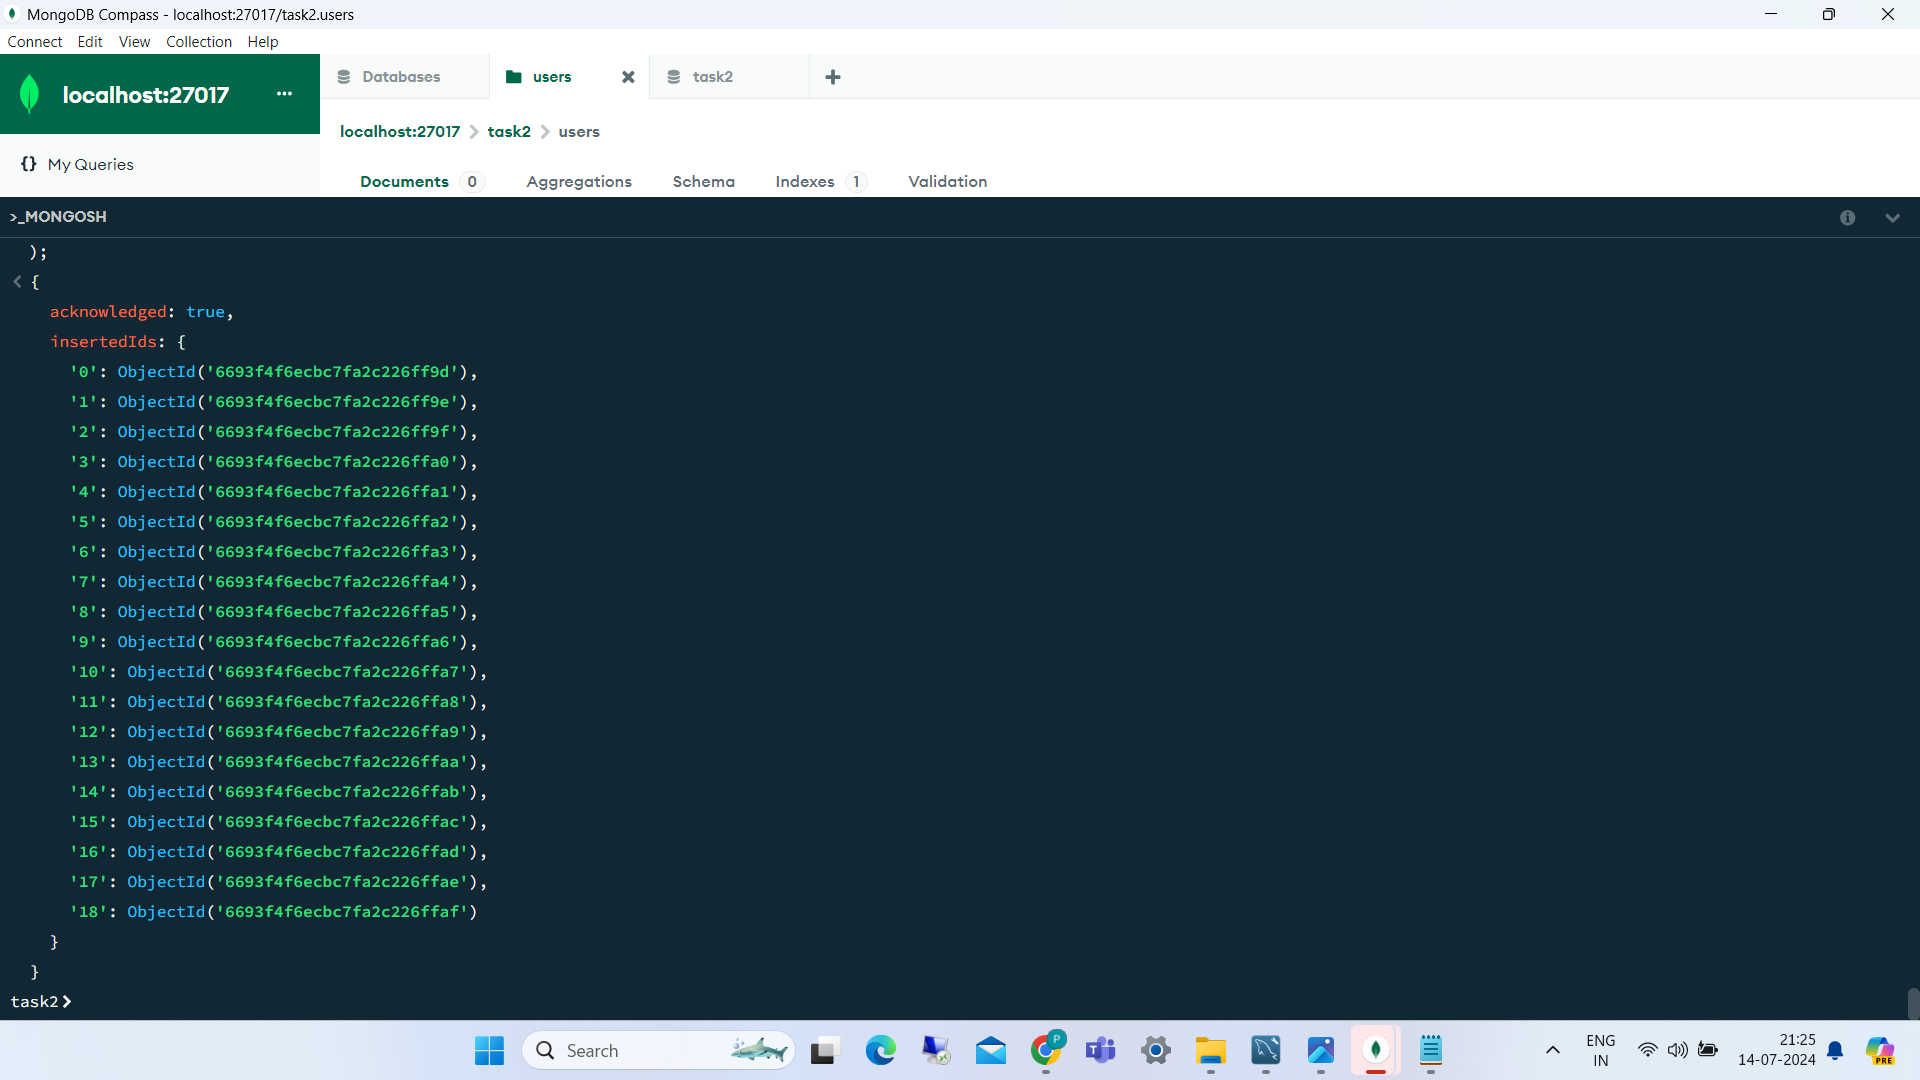 MongoDB Compass - localhost:27017/task2.users
Connect Edit View Collection Help
localhost:27017 ...
Databases users task2
localhost:27017 > task2 > users
{} My Queries
Documents 0 Aggregations Schema Indexes 1 Validation
>_MONGOSH
);
< {
acknowledged: true,
insertedIds: {
'0': ObjectId('6693f4f6ecbc7fa2c226ff9d'),
'1': ObjectId('6693f4f6ecbc7fa2c226ff9e'),
'2': ObjectId('6693f4f6ecbc7fa2c226ff9f'),
'3': ObjectId('6693f4f6ecbc7fa2c226ffa0'),
'4': ObjectId('6693f4f6ecbc7fa2c226ffa1'),
'5': ObjectId('6693f4f6ecbc7fa2c226ffa2'),
'6': ObjectId('6693f4f6ecbc7fa2c226ffa3'),
'7': ObjectId('6693f4f6ecbc7fa2c226ffa4'),
'8': ObjectId('6693f4f6ecbc7fa2c226ffa5'),
'9': ObjectId('6693f4f6ecbc7fa2c226ffa6'),
'10': ObjectId('6693f4f6ecbc7fa2c226ffa7'),
'11': ObjectId('6693f4f6ecbc7fa2c226ffa8'),
'12': ObjectId('6693f4f6ecbc7fa2c226ffa9'),
'13': ObjectId('6693f4f6ecbc7fa2c226ffaa'),
'14': ObjectId('6693f4f6ecbc7fa2c226ffab'),
'15': ObjectId('6693f4f6ecbc7fa2c226ffac'),
'16': ObjectId('6693f4f6ecbc7fa2c226ffad'),
'17': ObjectId('6693f4f6ecbc7fa2c226ffae'),
'18': ObjectId('6693f4f6ecbc7fa2c226ffaf')
}
}
task2>
Search
P
ENG
IN
21:25
14-07-2024
PRE